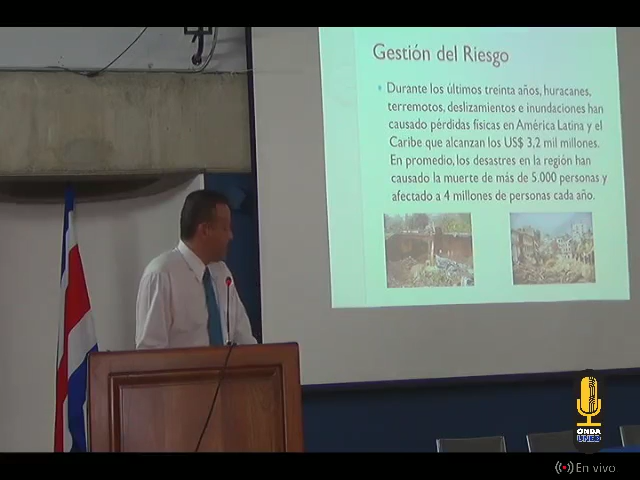 Gestión del Riesgo
• Durante los últimos treinta años, huracanes,
terremotos, deslizamientos e inundaciones han
causado pérdidas físicas en América Latina y el
Caribe que alcanzan los US$ 3,2 mil millones.
En promedio, los desastres en la región han
causado la muerte de más de 5.000 personas y
afectado a 4 millones de personas cada año.
ONDA
UNED
En vivo